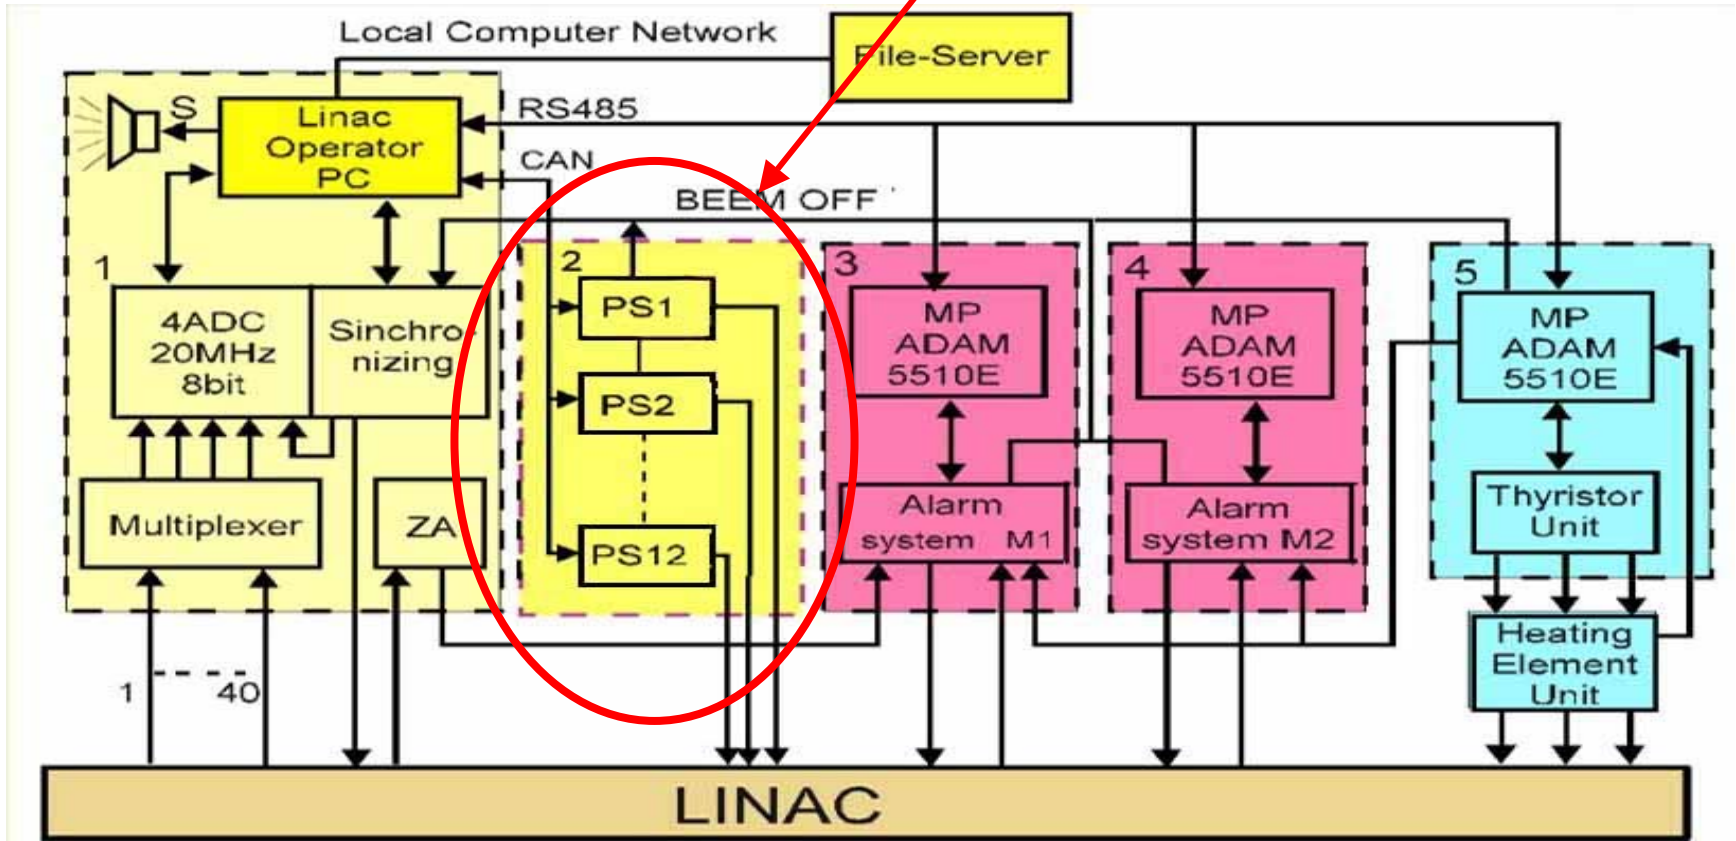 Local Computer Network
File-Server
S
Linac
Operator
PC
RS485
CAN
BEEM OFF
1
4ADC
20MHz
8bit
Sinchro-
nizing
Multiplexer
ZA
1
40
2
PS1
PS2
PS12
3
MP
ADAM
5510E
Alarm
system M1
4
MP
ADAM
5510E
Alarm
system M2
5
MP
ADAM
5510E
Thyristor
Unit
Heating
Element
Unit
LINAC